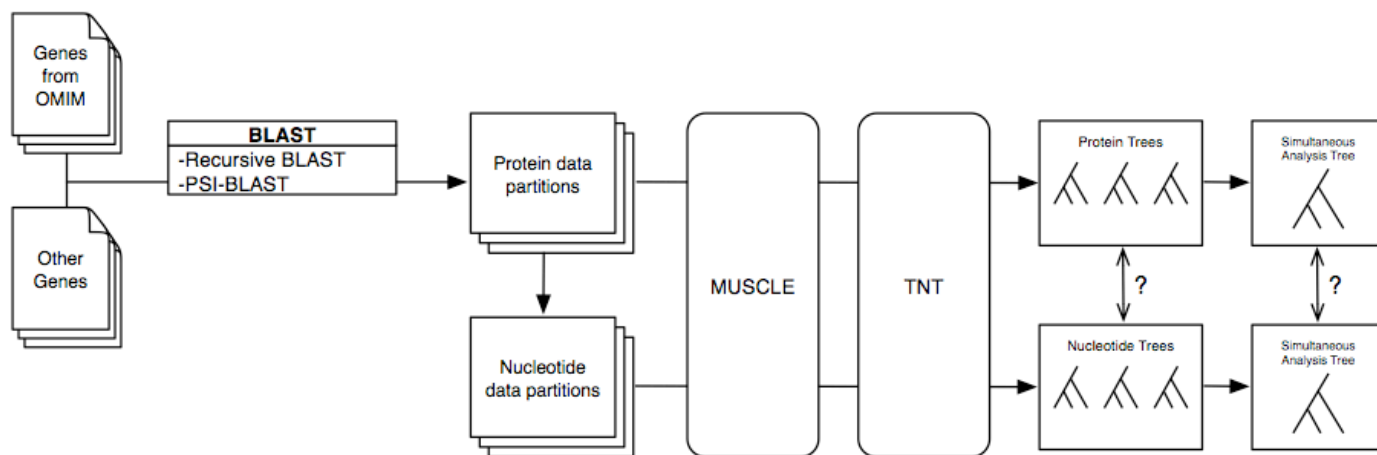 Genes
from
OMIM
BLAST
-Recursive BLAST
-PSI-BLAST
Other
Genes
Protein data
partitions
Nucleotide
data partitions
MUSCLE
TNT
Protein Trees
Simultaneous
Analysis Tree
?
?
Nucleotide Trees
Simultaneous
Analysis Tree